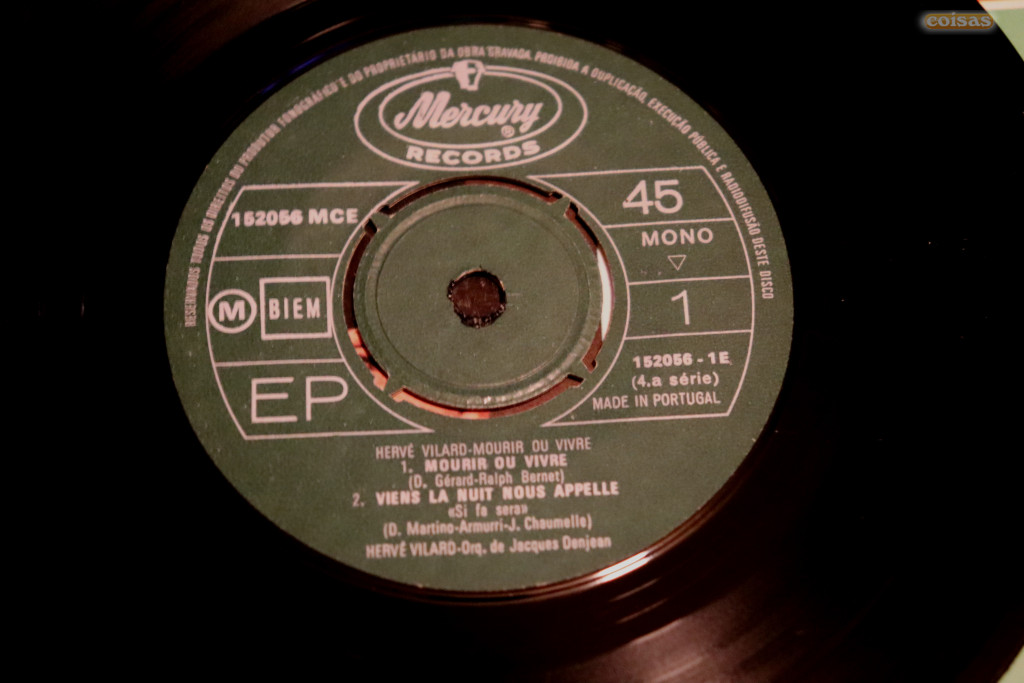 coisas
RESERVADOS TODOS OS DIREITOS DO PRODUTOR FONOGRÁFICO E DO PROPRIETÁRIO DA OBRA GRAVADA. PROIBIDA A DUPLICAÇÃO, EXECUÇÃO PÚBLICA E RADIODIFUSÃO DESTE DISCO
Mercury
®
RECORDS
152056 MCE
M BIEM
EP
45
MONO
1
152056 - 1E
(4.a série)
MADE IN PORTUGAL
HERVÉ VILARD-MOURIR OU VIVRE
1. MOURIR OU VIVRE
(D. Gérard-Ralph Bernet)
2. VIENS LA NUIT NOUS APPELLE
«Si fa sera»
(D. Martino-Armurri-J. Chaumelle)
HERVÉ VILARD-Orq. de Jacques Denjean